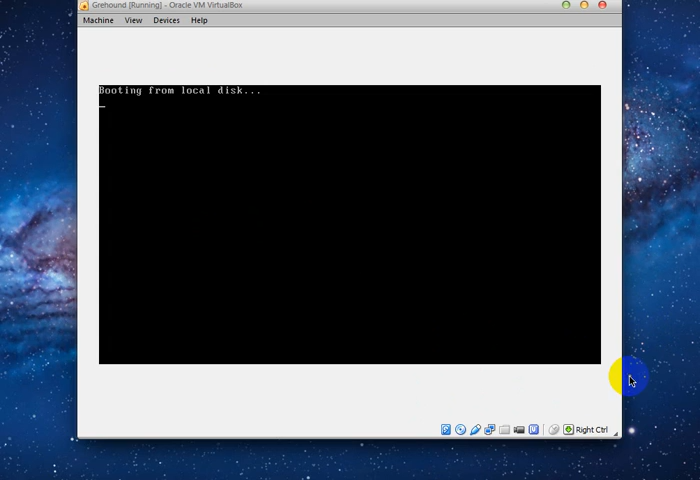 Grehound [Running] - Oracle VM VirtualBox
Machine View Devices Help
Booting from local disk...
Right Ctrl